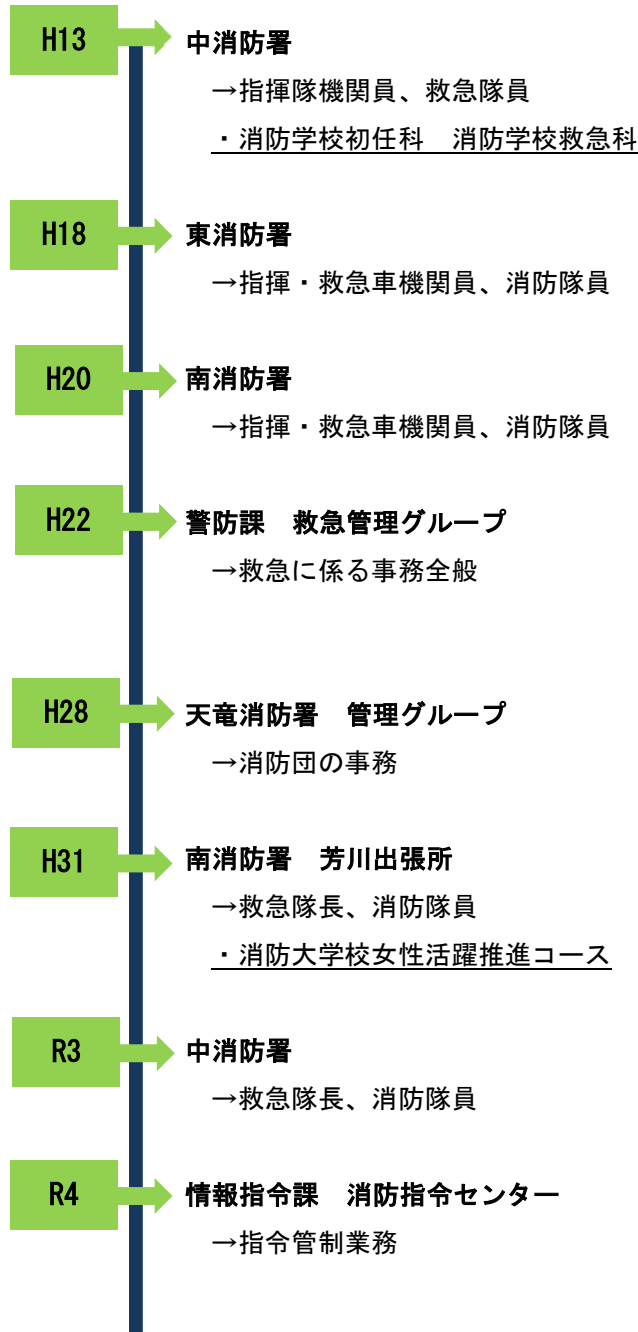 H13
中消防署
→指揮隊機関員、救急隊員
・消防学校初任科　消防学校救急科
H18
東消防署
→指揮・救急車機関員、消防隊員
H20
南消防署
→指揮・救急車機関員、消防隊員
H22
警防課　救急管理グループ
→救急に係る事務全般
H28
天竜消防署　管理グループ
→消防団の事務
H31
南消防署　芳川出張所
→救急隊長、消防隊員
・消防大学校女性活躍推進コース
R3
中消防署
→救急隊長、消防隊員
R4
情報指令課　消防指令センター
→指令管制業務